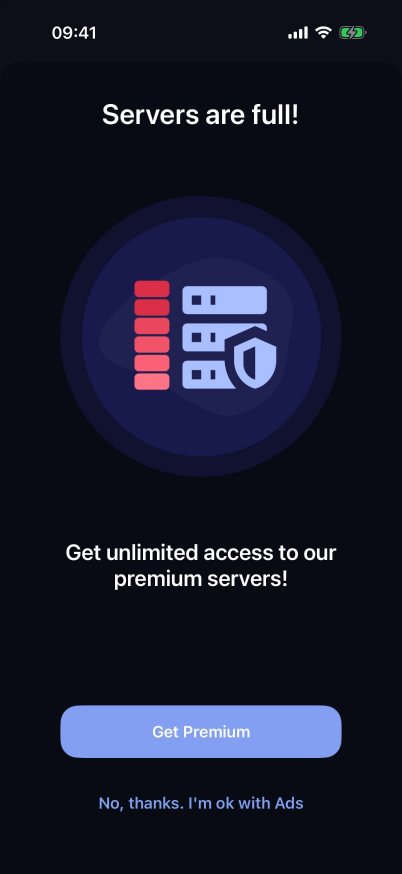 09:41
Servers are full!
Get unlimited access to our
premium servers!
Get Premium
No, thanks. I'm ok with Ads